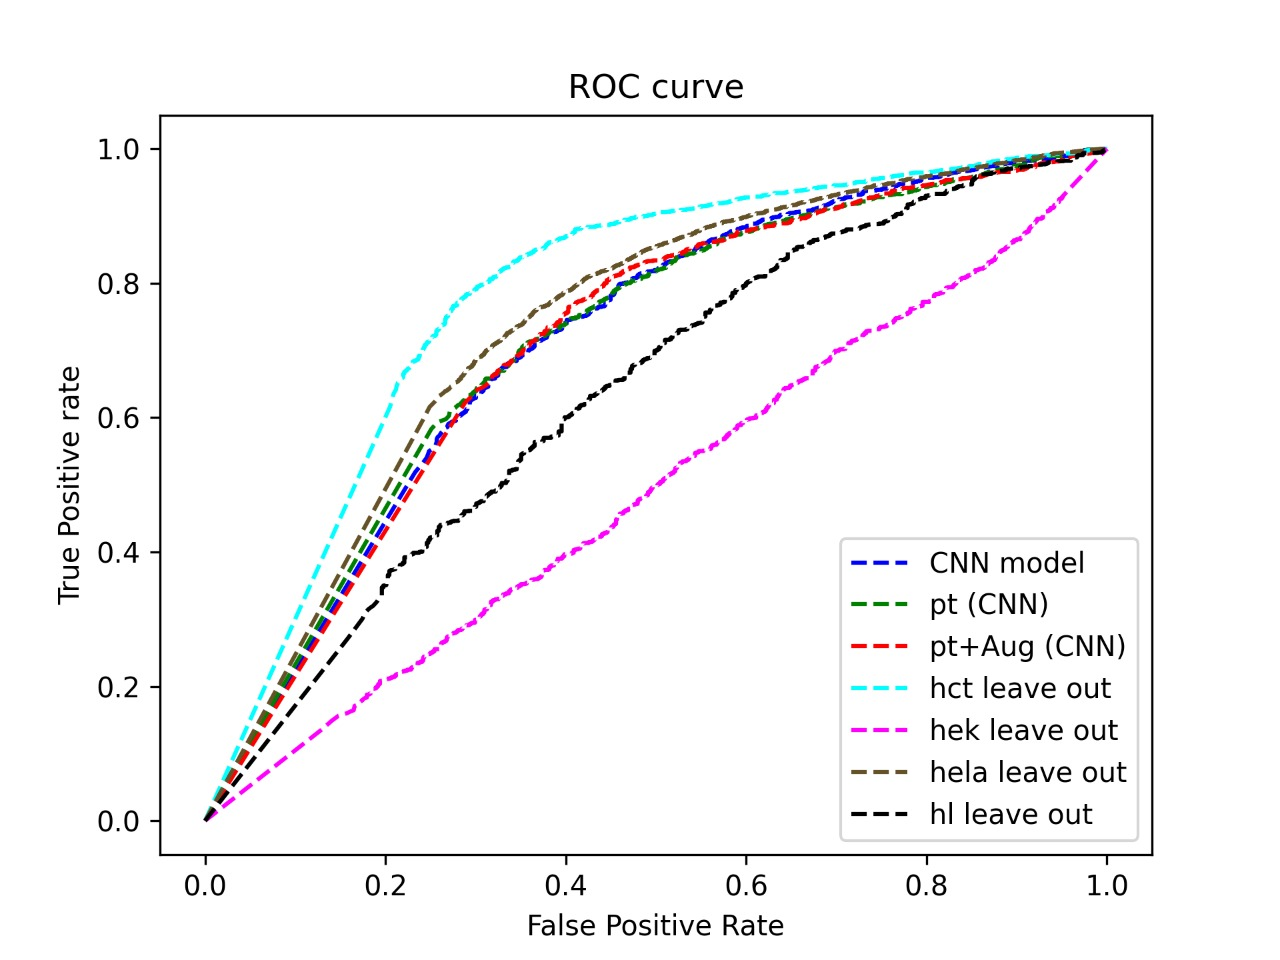 ROC curve
1.0
0.8
0.6
0.4
0.2
0.0
True Positive rate
CNN model
pt (CNN)
pt+Aug (CNN)
hct leave out
hek leave out
hela leave out
hl leave out
0.0 0.2 0.4 0.6 0.8 1.0
False Positive Rate